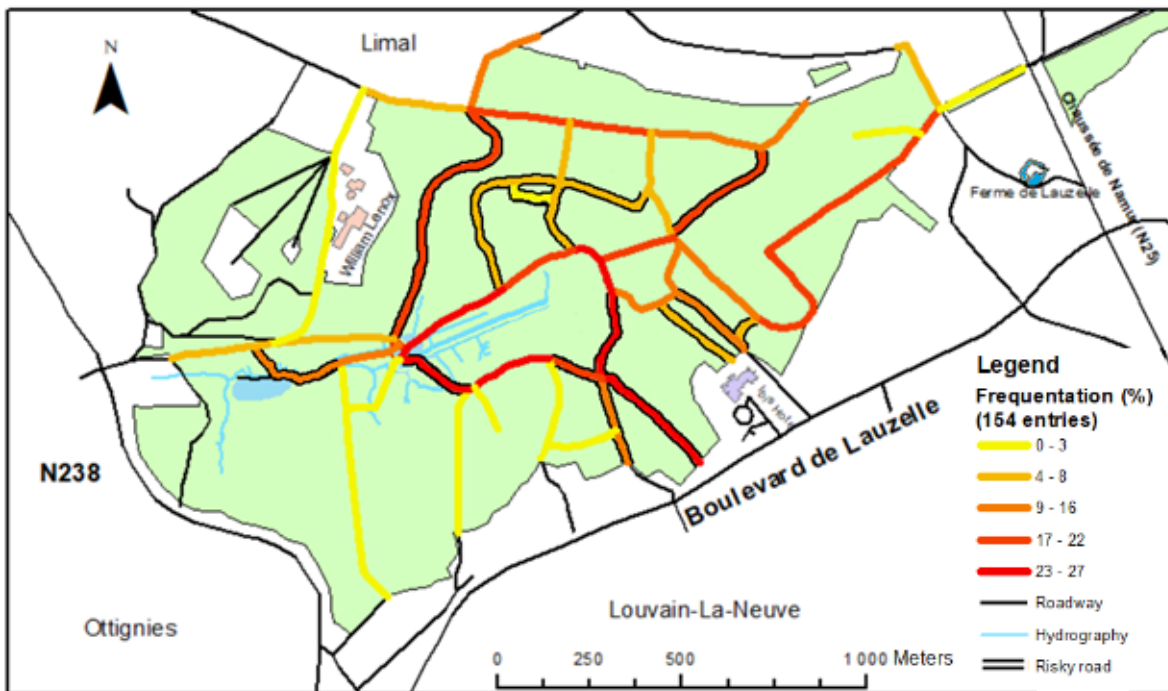 Limal
N
William Lenox
Chaussée de Namur (N25)
Ferme de Lauzelle
N238
Boulevard de Lauzelle
Ottignies
Louvain-La-Neuve
0 250 500 1 000 Meters
Legend
Frequentation (%)
(154 entries)
0 - 3
4 - 8
9 - 16
17 - 22
23 - 27
Roadway
Hydrography
Risky road